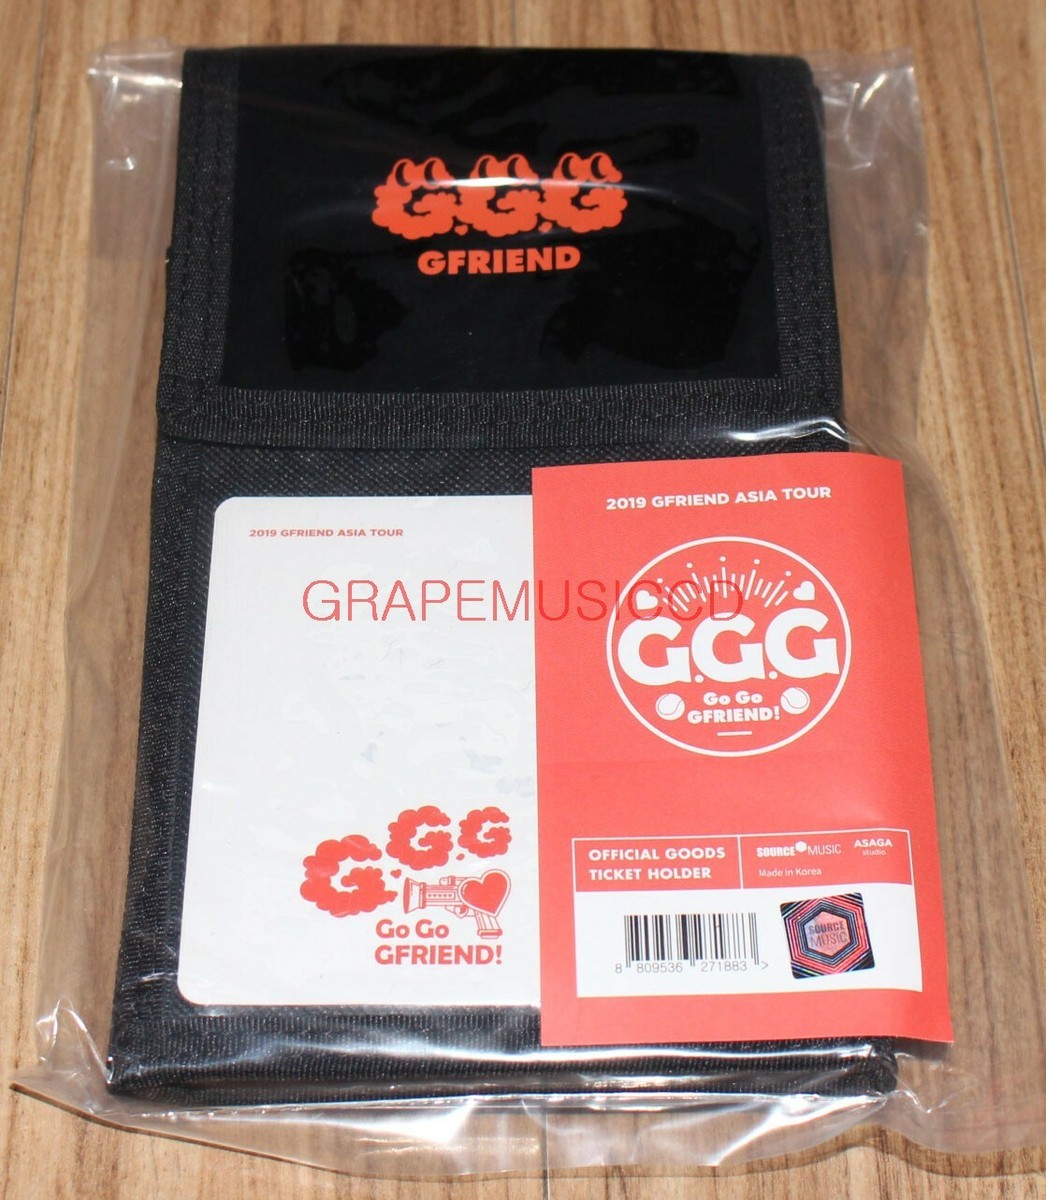 G.G.G
GFRIEND
2019 GFRIEND ASIA TOUR
G.G.G
Go Go
GFRIEND!
2019 GFRIEND ASIA TOUR
G.G.G
Go Go
GFRIEND!
OFFICIAL GOODS
TICKET HOLDER
SOURCE MUSIC
ASAGA
studio.
Made in Korea
8 809536 271883 >
SOURCE
MUSIC
GRAPEMUSICCD